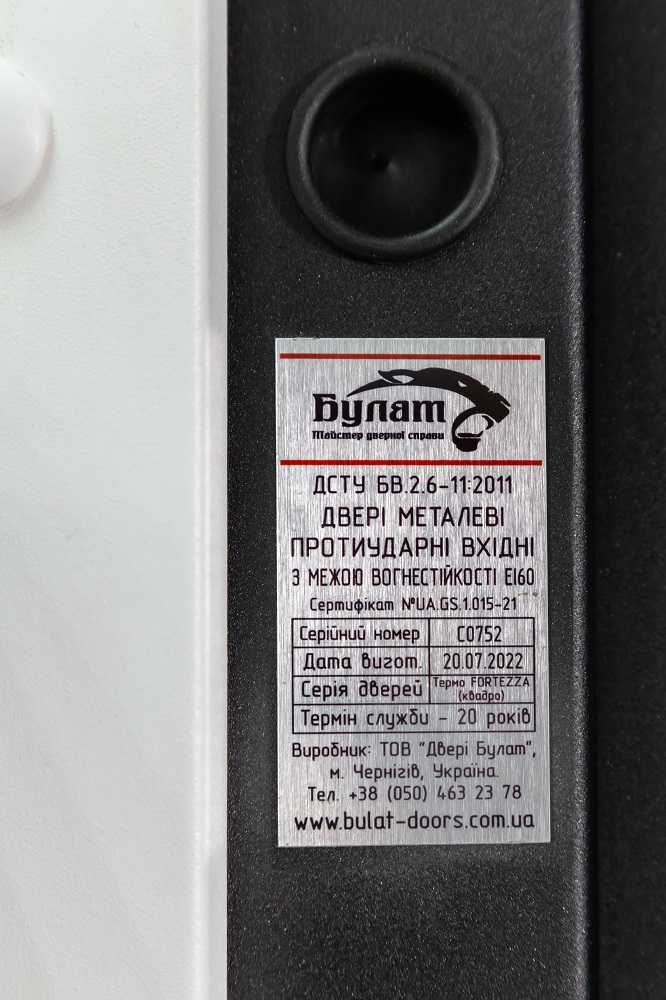 Булат
Майстер дверної справи
ДСТУ БВ.2.6-11:2011
ДВЕРІ МЕТАЛЕВІ
ПРОТИУДАРНІ ВХІДНІ
З МЕЖОЮ ВОГНЕСТІЙКОСТІ ЕІ60
Сертифікат №UA.GS.1.015-21
Серійний номер С0752
Дата вигот. 20.07.2022
Серія дверей Термо FORTEZZA
(квадро)
Термін служби - 20 років
Виробник: ТОВ "Двері Булат",
м. Чернігів, Україна.
Тел. +38 (050) 463 23 78
www.bulat-doors.com.ua